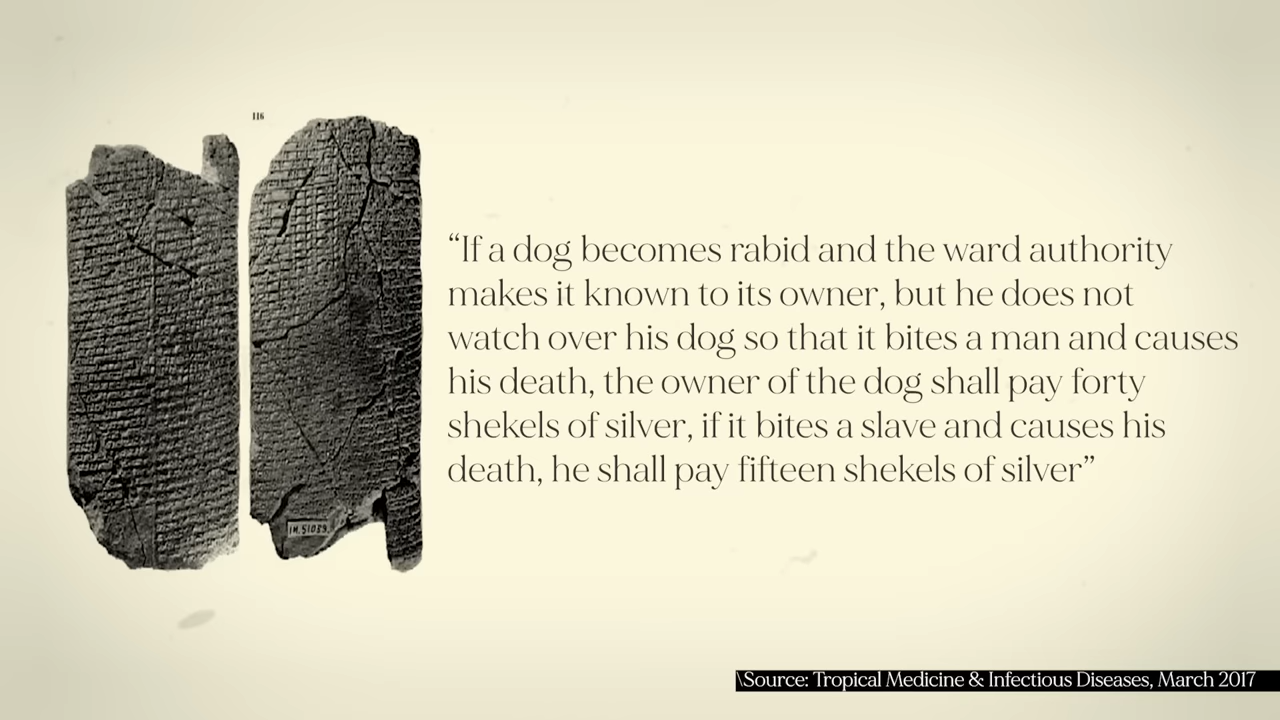 116
IM.51059
“If a dog becomes rabid and the ward authority
makes it known to its owner, but he does not
watch over his dog so that it bites a man and causes
his death, the owner of the dog shall pay forty
shekels of silver, if it bites a slave and causes his
death, he shall pay fifteen shekels of silver”
\Source: Tropical Medicine & Infectious Diseases, March 2017